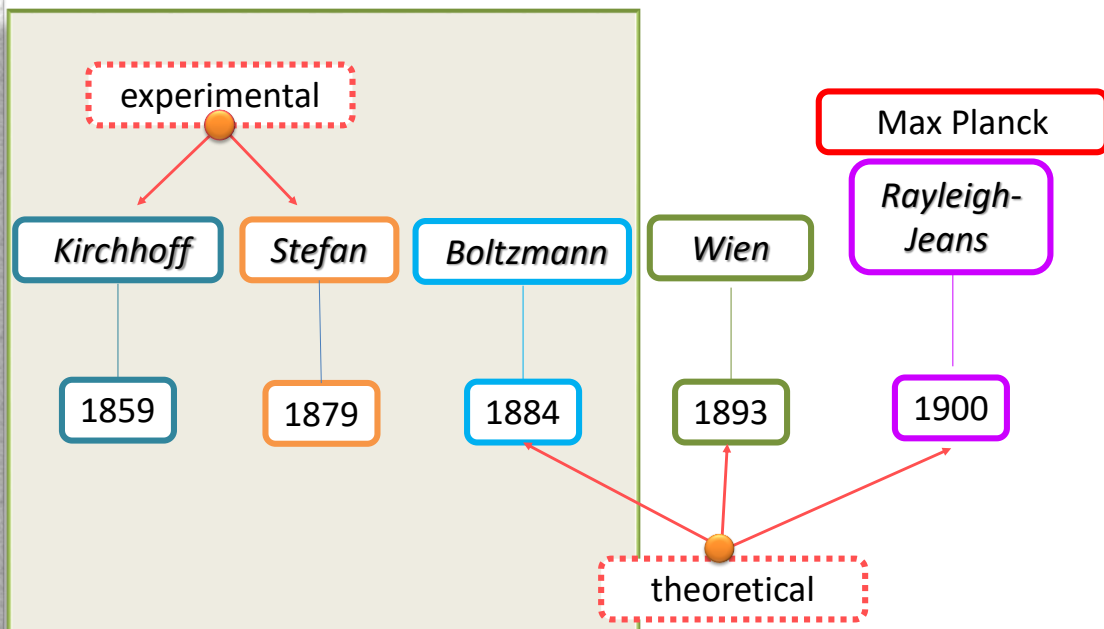 experimental
Max Planck
Kirchhoff
Stefan
Boltzmann
Wien
Rayleigh-
Jeans
1859
1879
1884
1893
1900
theoretical